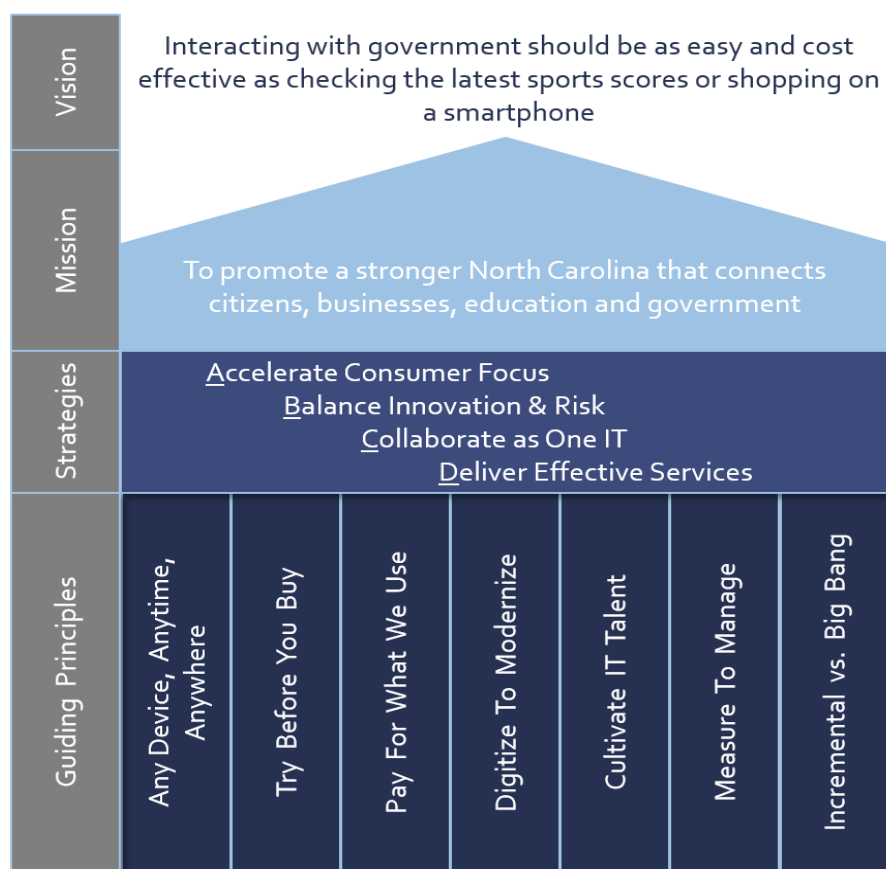 Vision
Interacting with government should be as easy and cost
effective as checking the latest sports scores or shopping on
a smartphone
Mission
To promote a stronger North Carolina that connects
citizens, businesses, education and government
Strategies
Accelerate Consumer Focus
Balance Innovation & Risk
Collaborate as One IT
Deliver Effective Services
Guiding Principles
Any Device, Anytime,
Anywhere
Try Before You Buy
Pay For What We Use
Digitize To Modernize
Cultivate IT Talent
Measure To Manage
Incremental vs. Big Bang